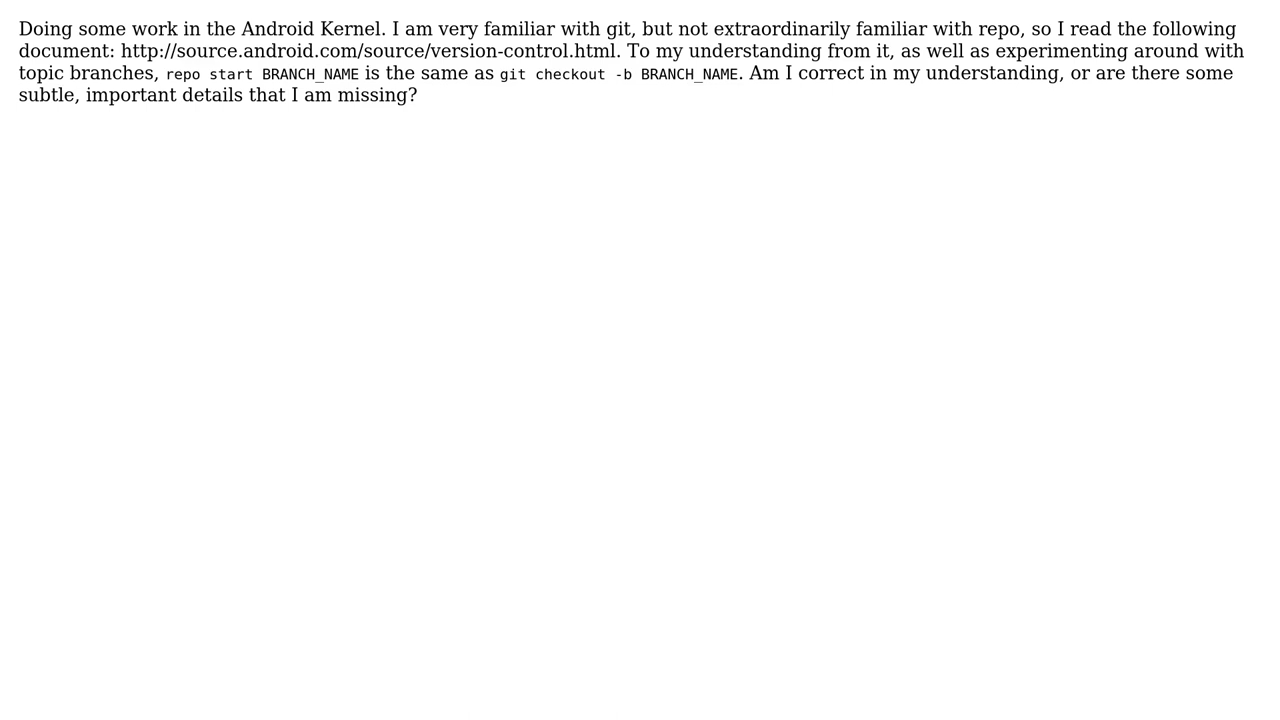 Doing some work in the Android Kernel. I am very familiar with git, but not extraordinarily familiar with repo, so I read the following
document: http://source.android.com/source/version-control.html. To my understanding from it, as well as experimenting around with
topic branches, repo start BRANCH_NAME is the same as git checkout -b BRANCH_NAME. Am I correct in my understanding, or are there some
subtle, important details that I am missing?